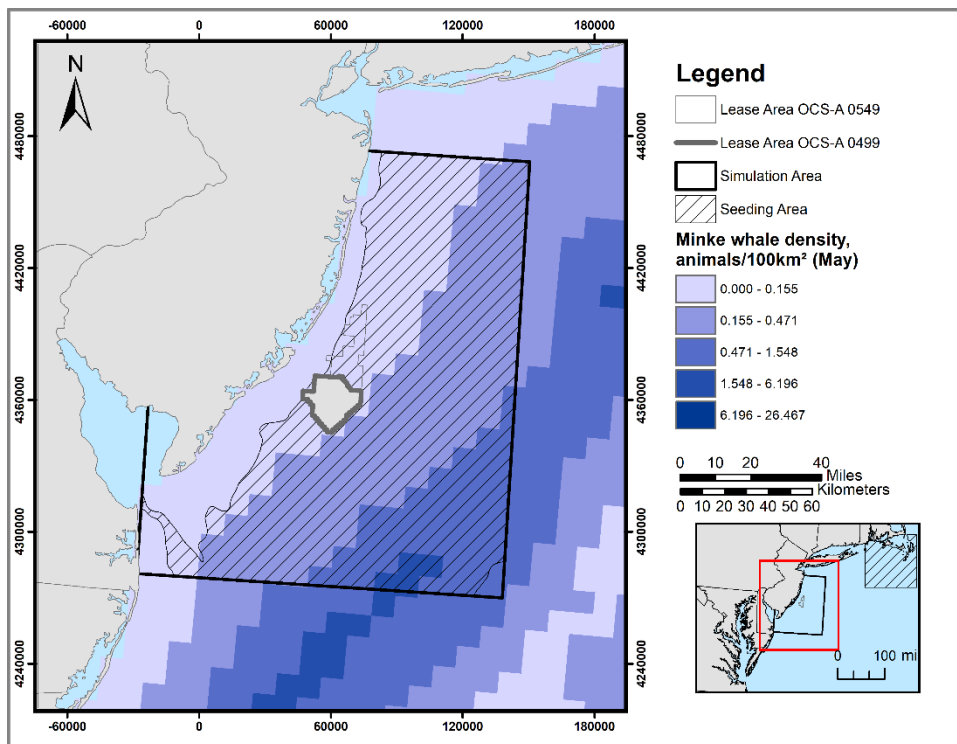 -60000 0 60000 120000 180000
N
4480000
4420000
4360000
4300000
4240000
4480000
4420000
4360000
4300000
4240000
-60000 0 60000 120000 180000
Legend
Lease Area OCS-A 0549
Lease Area OCS-A 0499
Simulation Area
Seeding Area
Minke whale density,
animals/100km² (May)
0.000 - 0.155
0.155 - 0.471
0.471 - 1.548
1.548 - 6.196
6.196 - 26.467
0 10 20 40
Miles
Kilometers
0 10 20 30 40 50 60
0 100 mi